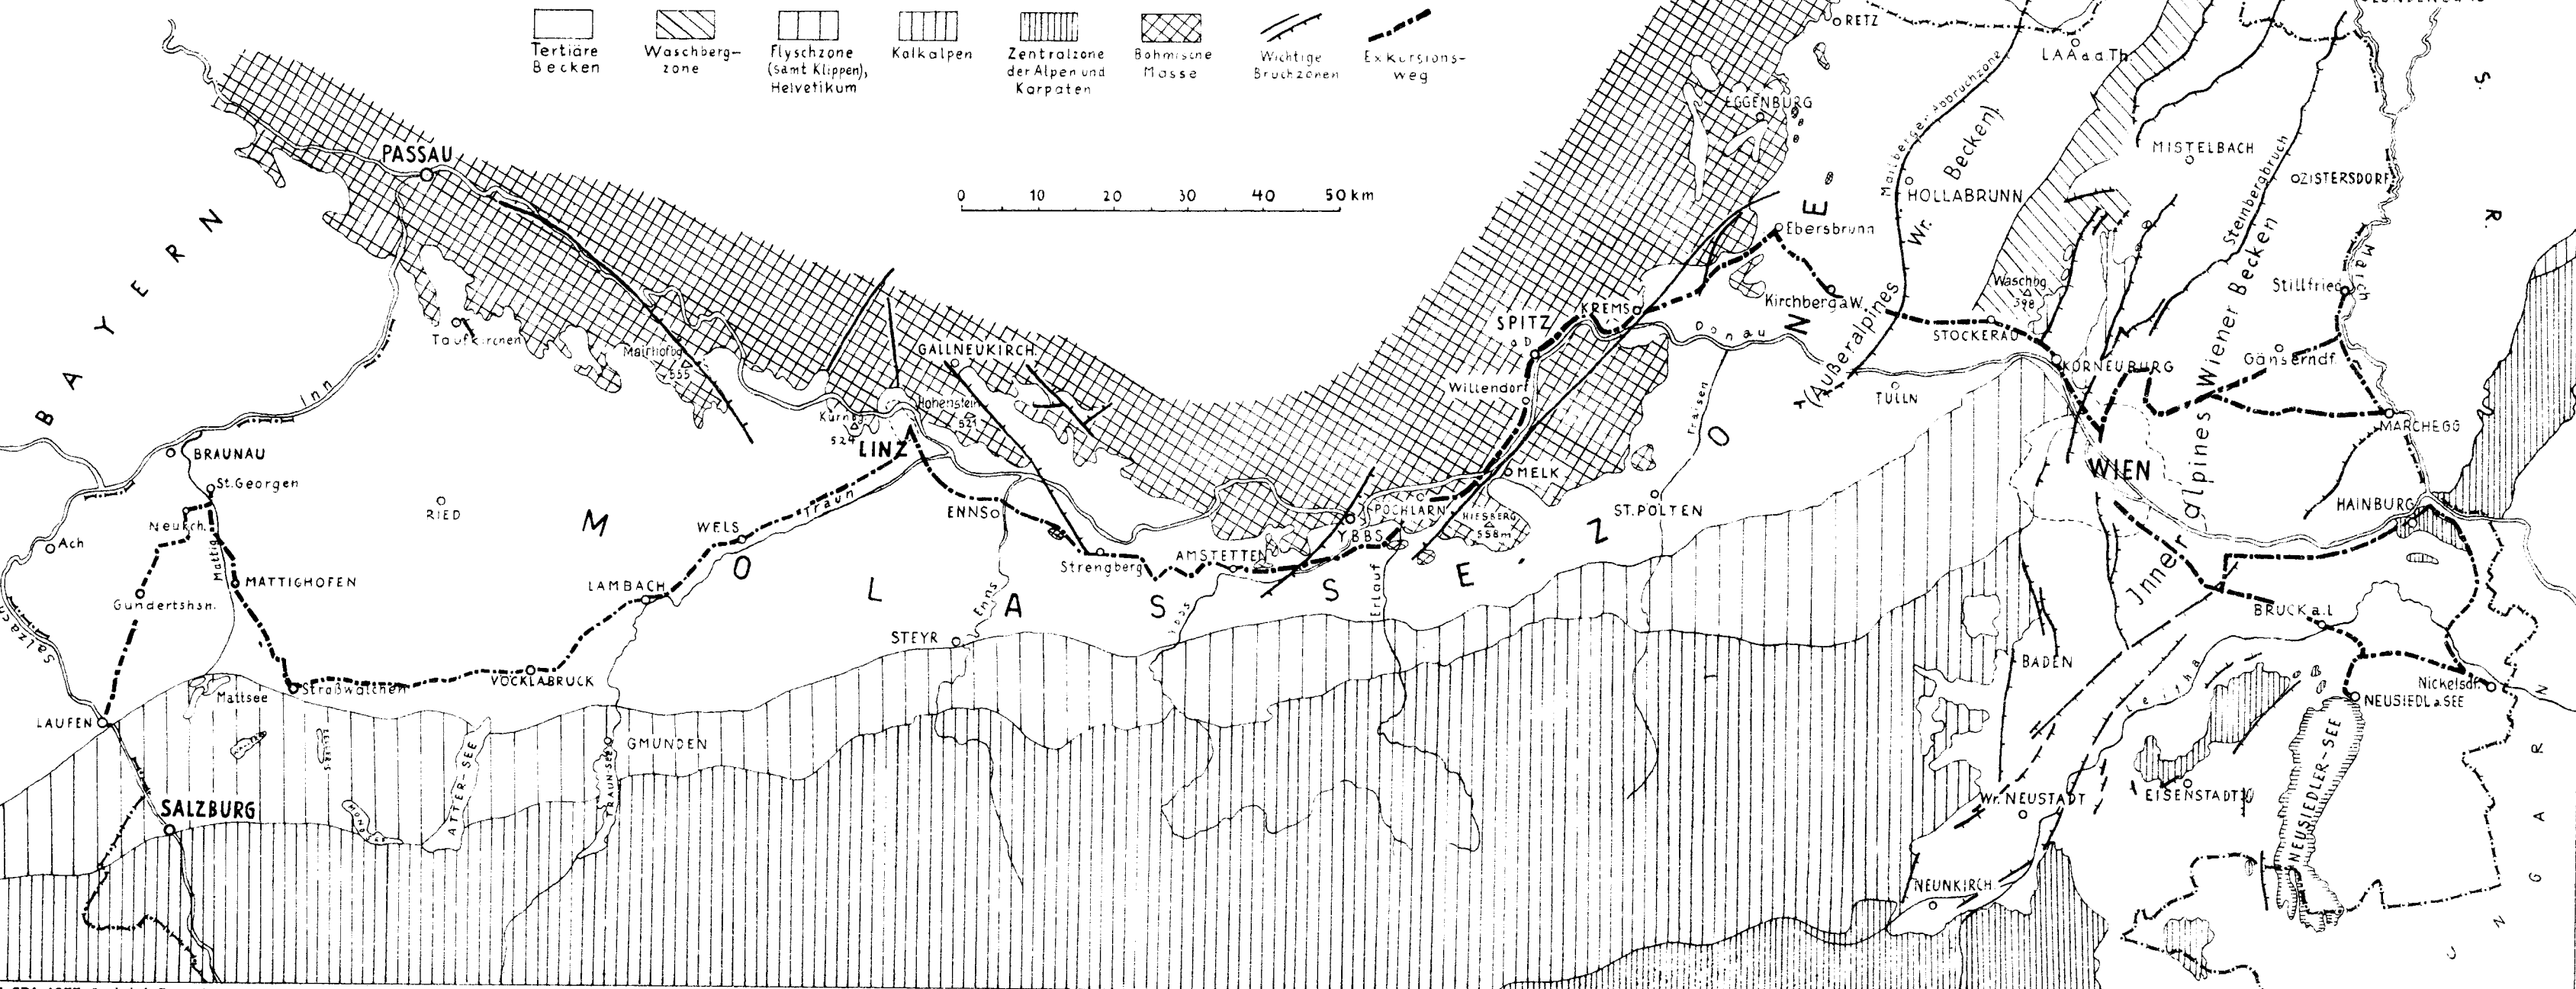 Tertiäre
Becken
Waschberg-
zone
Flyschzone
(samt Klippen),
Helvetikum
Kalkalpen
Zentralzone
der Alpen und
Karpaten
Böhmische
Masse
Wichtige
Bruchzonen
Exkursions-
weg
0 10 20 30 40 50 km
RETZ
LAA a.d.Th.
EGGENBURG
Mailberger Abbruchzone
MISTELBACH
ZISTERSDORF
Steinbergbruch
HOLLABRUNN
PASSAU
BAYERN
S.
R.
Ebersbrunn
Kirchberg a.W.
Waschbg.
398
Stillfried
March
Taufkirchen
Mairhofbg.
555
GALLNEUKIRCH.
SPITZ
a.D.
KREMS
Donau
STOCKERAU
KORNEUBURG
Gänserndf.
Inn
Willendorf
Traisen
(Außeralpines Wr. Becken)
TULLN
Kürnbg.
524
Hohenstein
521
LINZ
MARCHEGG
BRAUNAU
St.Georgen
MELK
WIEN
Inneralpines Wiener Becken
RIED
Neukch.
WELS
Traun
ENNS
PÖCHLARN
HIESBERG
558m
ST.PÖLTEN
HAINBURG
Ach
Mattig
YBBS
AMSTETTEN
Strengberg
MATTIGHOFEN
LAMBACH
Gundertshsn.
MOLASSEZONE
Enns
Ybbs
Erlauf
BRUCK a.L.
Salzach
STEYR
BADEN
Straßwalchen
VÖCKLABRUCK
Mattsee
Leitha
Nickelsdf.
NEUSIEDL a.SEE
LAUFEN
GMUNDEN
ATTER-SEE
TRAUN-SEE
SALZBURG
Wr. NEUSTADT
EISENSTADT
NEUSIEDLER-SEE
UNGARN
NEUNKIRCH.